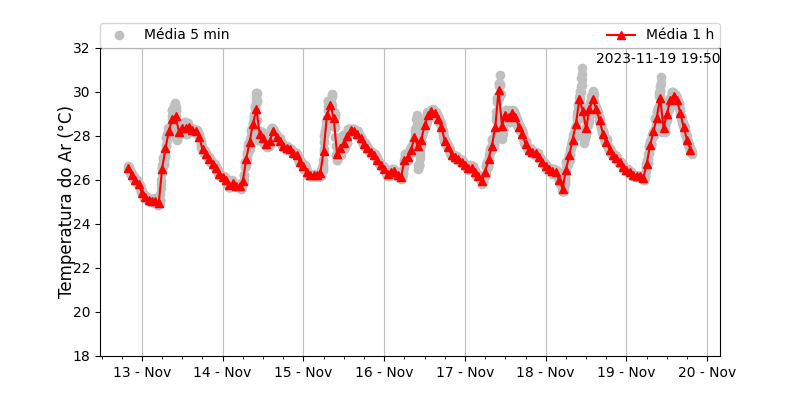 Média 5 min
Média 1 h
2023-11-19 19:50
Temperatura do Ar (°C)
32
30
28
26
24
22
20
18
13 - Nov
14 - Nov
15 - Nov
16 - Nov
17 - Nov
18 - Nov
19 - Nov
20 - Nov